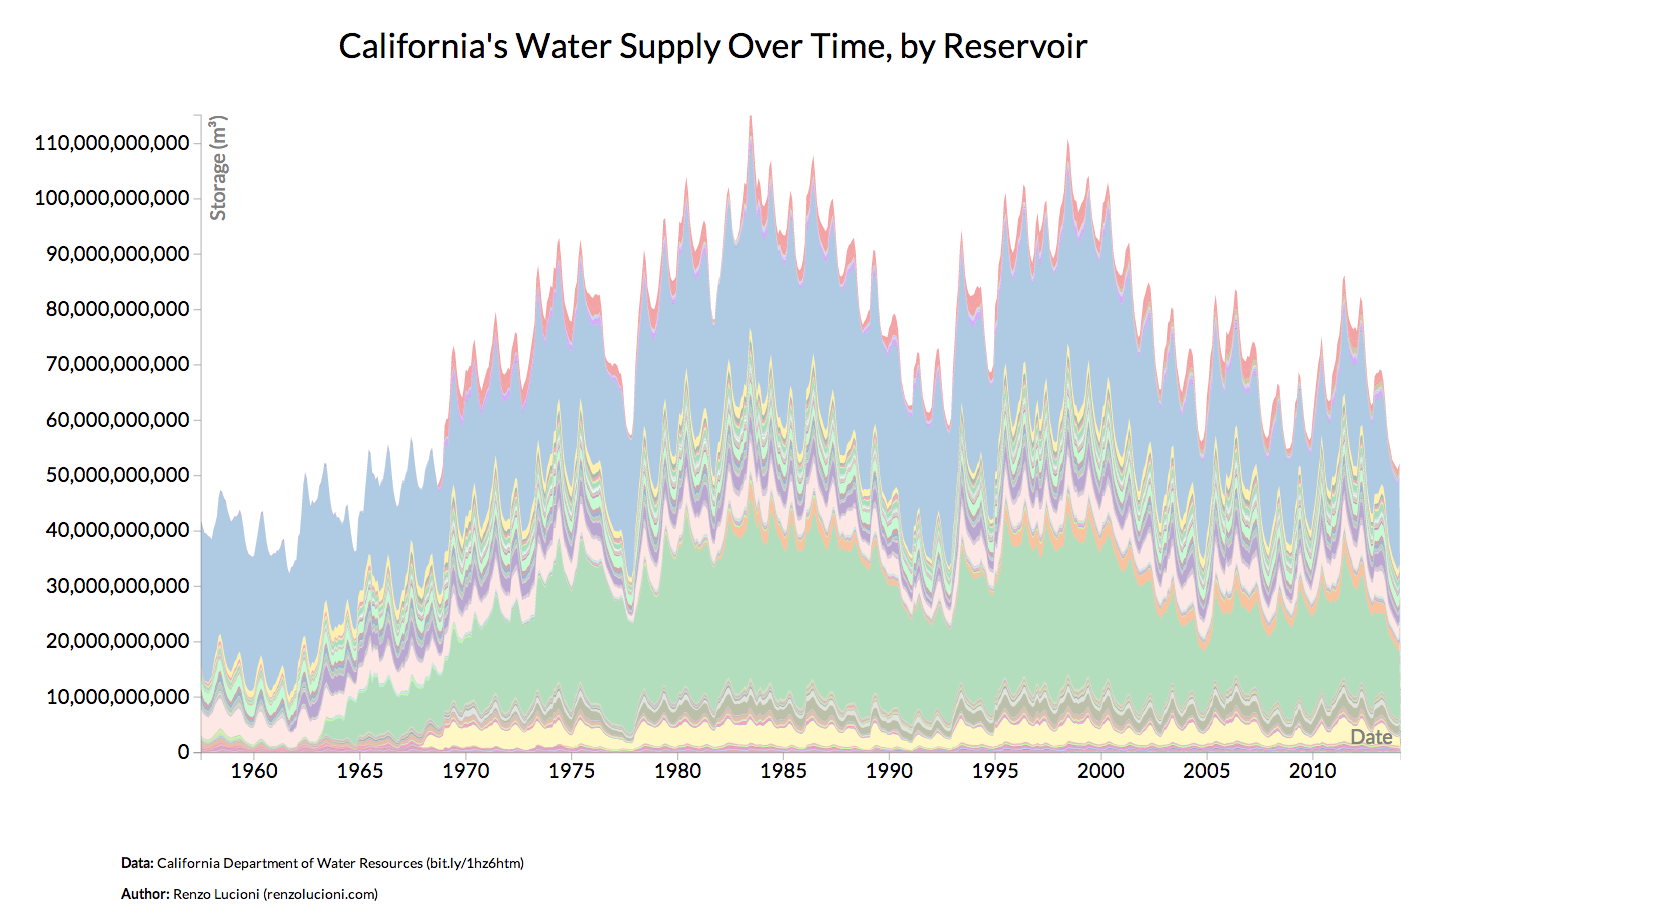 California's Water Supply Over Time, by Reservoir
Storage (m³)
110,000,000,000
100,000,000,000
90,000,000,000
80,000,000,000
70,000,000,000
60,000,000,000
50,000,000,000
40,000,000,000
30,000,000,000
20,000,000,000
10,000,000,000
0
Date
1960 1965 1970 1975 1980 1985 1990 1995 2000 2005 2010
Data: California Department of Water Resources (bit.ly/1hz6htm)
Author: Renzo Lucioni (renzolucioni.com)